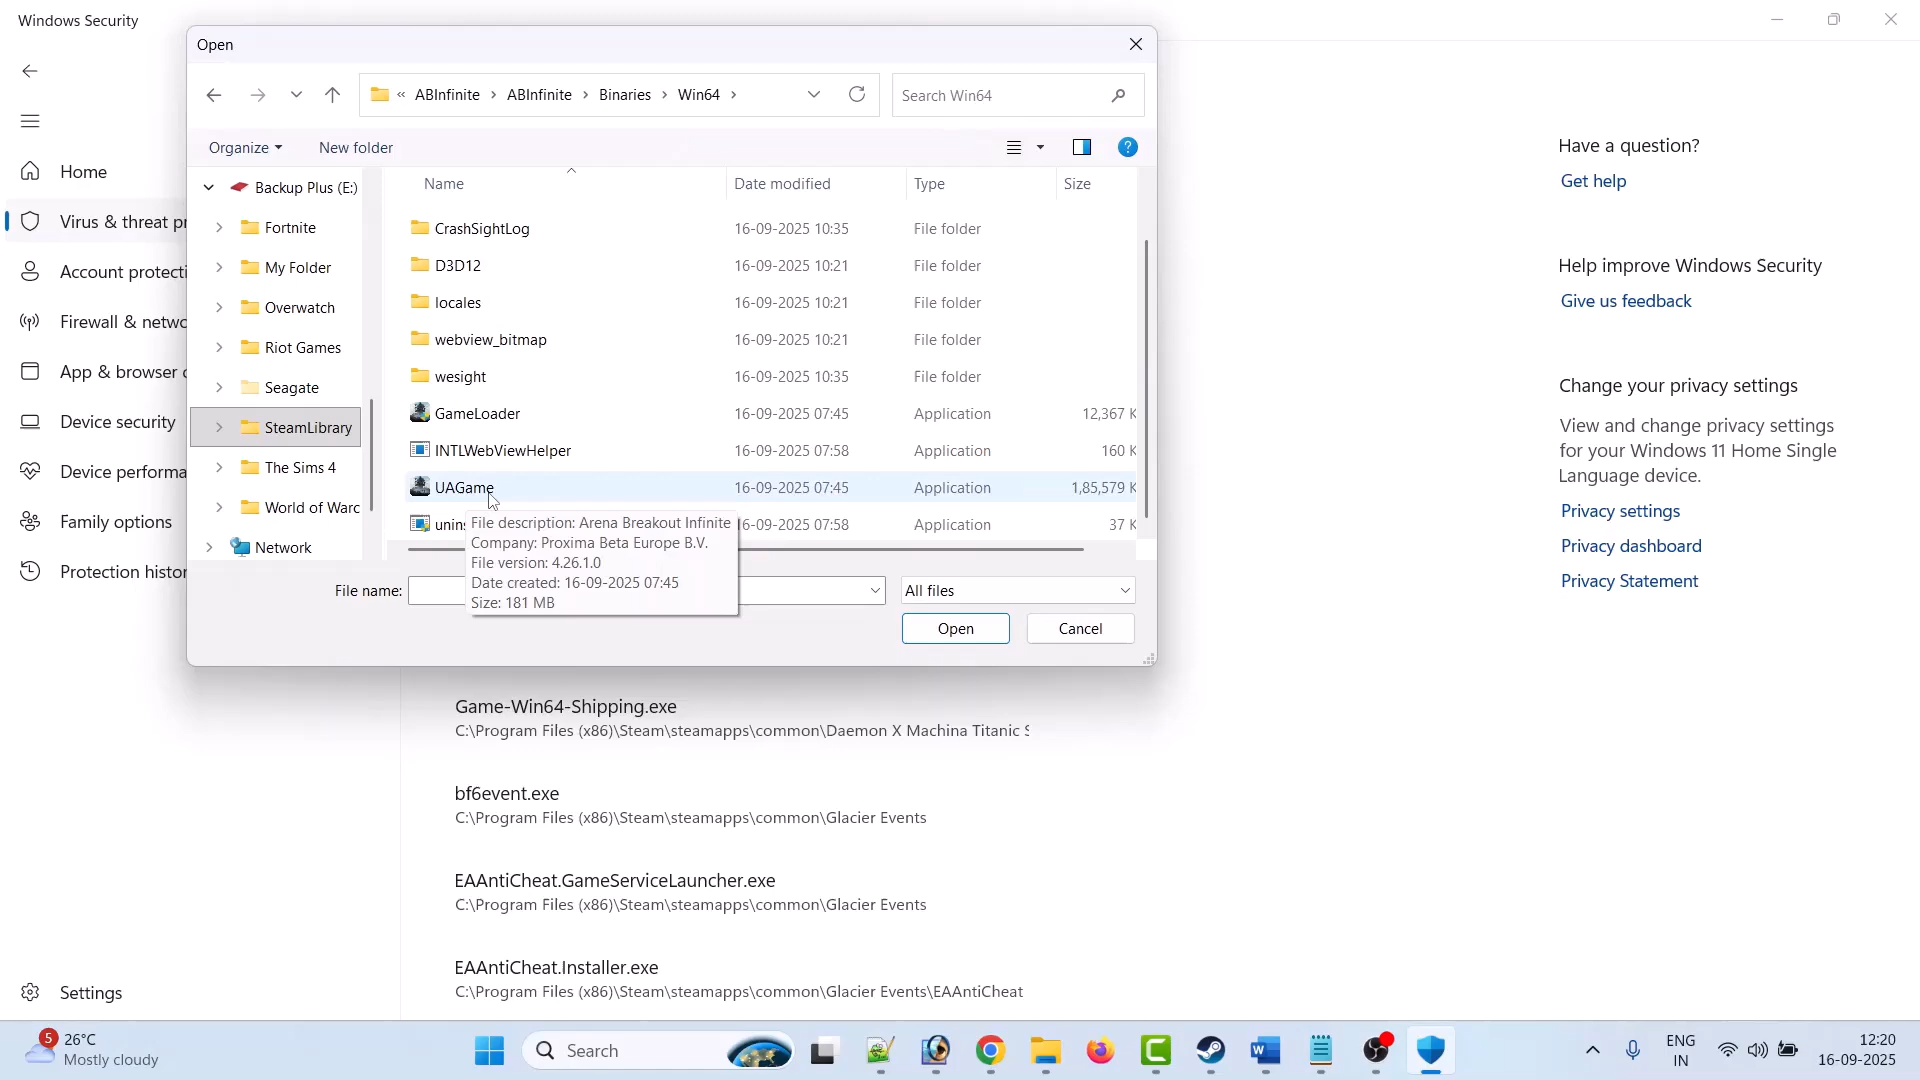 Windows Security
Open
ABInfinite
ABInfinite
Binaries
Win64
Search Win64
Organize
New folder
Backup Plus (E:)
Fortnite
My Folder
Overwatch
Riot Games
Seagate
SteamLibrary
The Sims 4
World of Warc
Network
Name
Date modified
Type
Size
CrashSightLog 16-09-2025 10:35 File folder
D3D12 16-09-2025 10:21 File folder
locales 16-09-2025 10:21 File folder
webview_bitmap 16-09-2025 10:21 File folder
wesight 16-09-2025 10:35 File folder
GameLoader 16-09-2025 07:45 Application 12,367 K
INTLWebViewHelper 16-09-2025 07:58 Application 160 K
UAGame 16-09-2025 07:45 Application 1,85,579 K
unins 6-09-2025 07:58 Application 37 K
File description: Arena Breakout Infinite
Company: Proxima Beta Europe B.V.
File version: 4.26.1.0
Date created: 16-09-2025 07:45
Size: 181 MB
File name:
All files
Open
Cancel
Home
Virus & threat pr
Account protecti
Firewall & netwo
App & browser c
Device security
Device performa
Family options
Protection histor
Settings
Game-Win64-Shipping.exe
C:\Program Files (x86)\Steam\steamapps\common\Daemon X Machina Titanic S
bf6event.exe
C:\Program Files (x86)\Steam\steamapps\common\Glacier Events
EAAntiCheat.GameServiceLauncher.exe
C:\Program Files (x86)\Steam\steamapps\common\Glacier Events
EAAntiCheat.Installer.exe
C:\Program Files (x86)\Steam\steamapps\common\Glacier Events\EAAntiCheat
Have a question?
Get help
Help improve Windows Security
Give us feedback
Change your privacy settings
View and change privacy settings
for your Windows 11 Home Single
Language device.
Privacy settings
Privacy dashboard
Privacy Statement
5
26°C
Mostly cloudy
Search
ENG
IN
12:20
16-09-2025